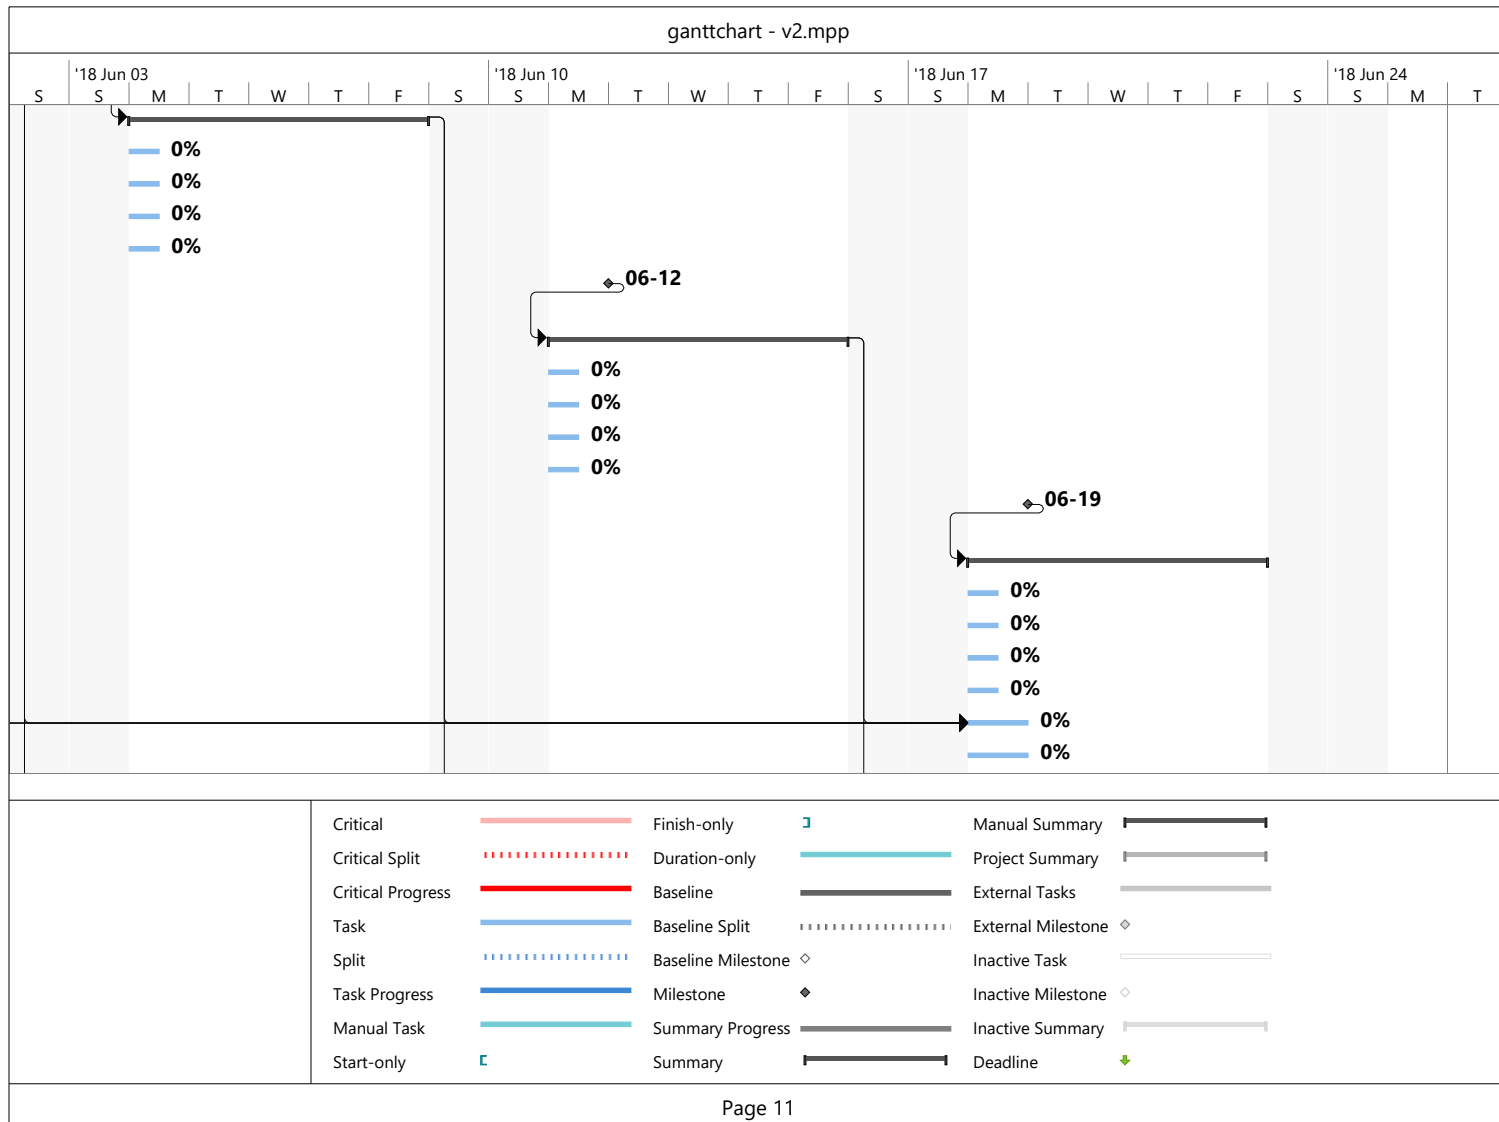 ganttchart - v2.mpp
'18 Jun 03 '18 Jun 10 '18 Jun 17 '18 Jun 24
S S M T W T F S S M T W T F S S M T W T F S S M T
0%
0%
0%
0%
06-12
0%
0%
0%
0%
06-19
0%
0%
0%
0%
0%
0%
Critical Finish-only Manual Summary
Critical Split Duration-only Project Summary
Critical Progress Baseline External Tasks
Task Baseline Split External Milestone
Split Baseline Milestone Inactive Task
Task Progress Milestone Inactive Milestone
Manual Task Summary Progress Inactive Summary
Start-only Summary Deadline
Page 11